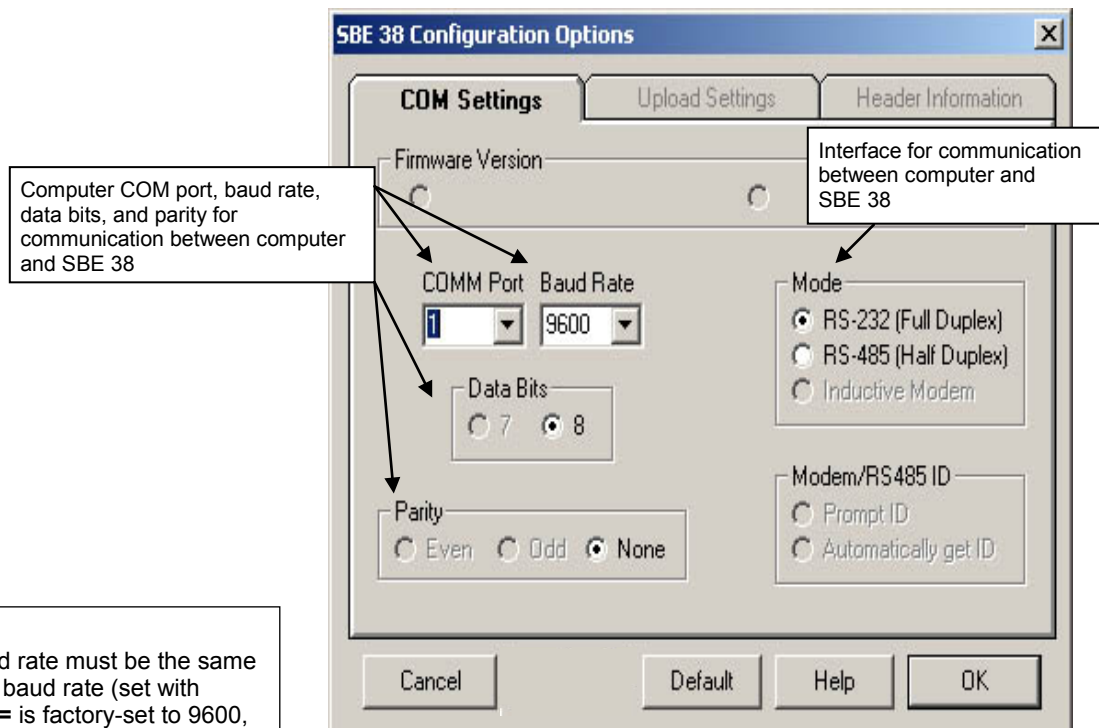 SBE 38 Configuration Options
COM Settings
Upload Settings
Header Information
Firmware Version
Interface for communication
between computer and
SBE 38
Computer COM port, baud rate,
data bits, and parity for
communication between computer
and SBE 38
COMM Port
Baud Rate
1
9600
Mode
RS-232 (Full Duplex)
RS-485 (Half Duplex)
Inductive Modem
Data Bits
7
8
Modem/RS485 ID
Prompt ID
Automatically get ID
Parity
Even
Odd
None
rate must be the same
baud rate (set with
= is factory-set to 9600,
Cancel
Default
Help
OK